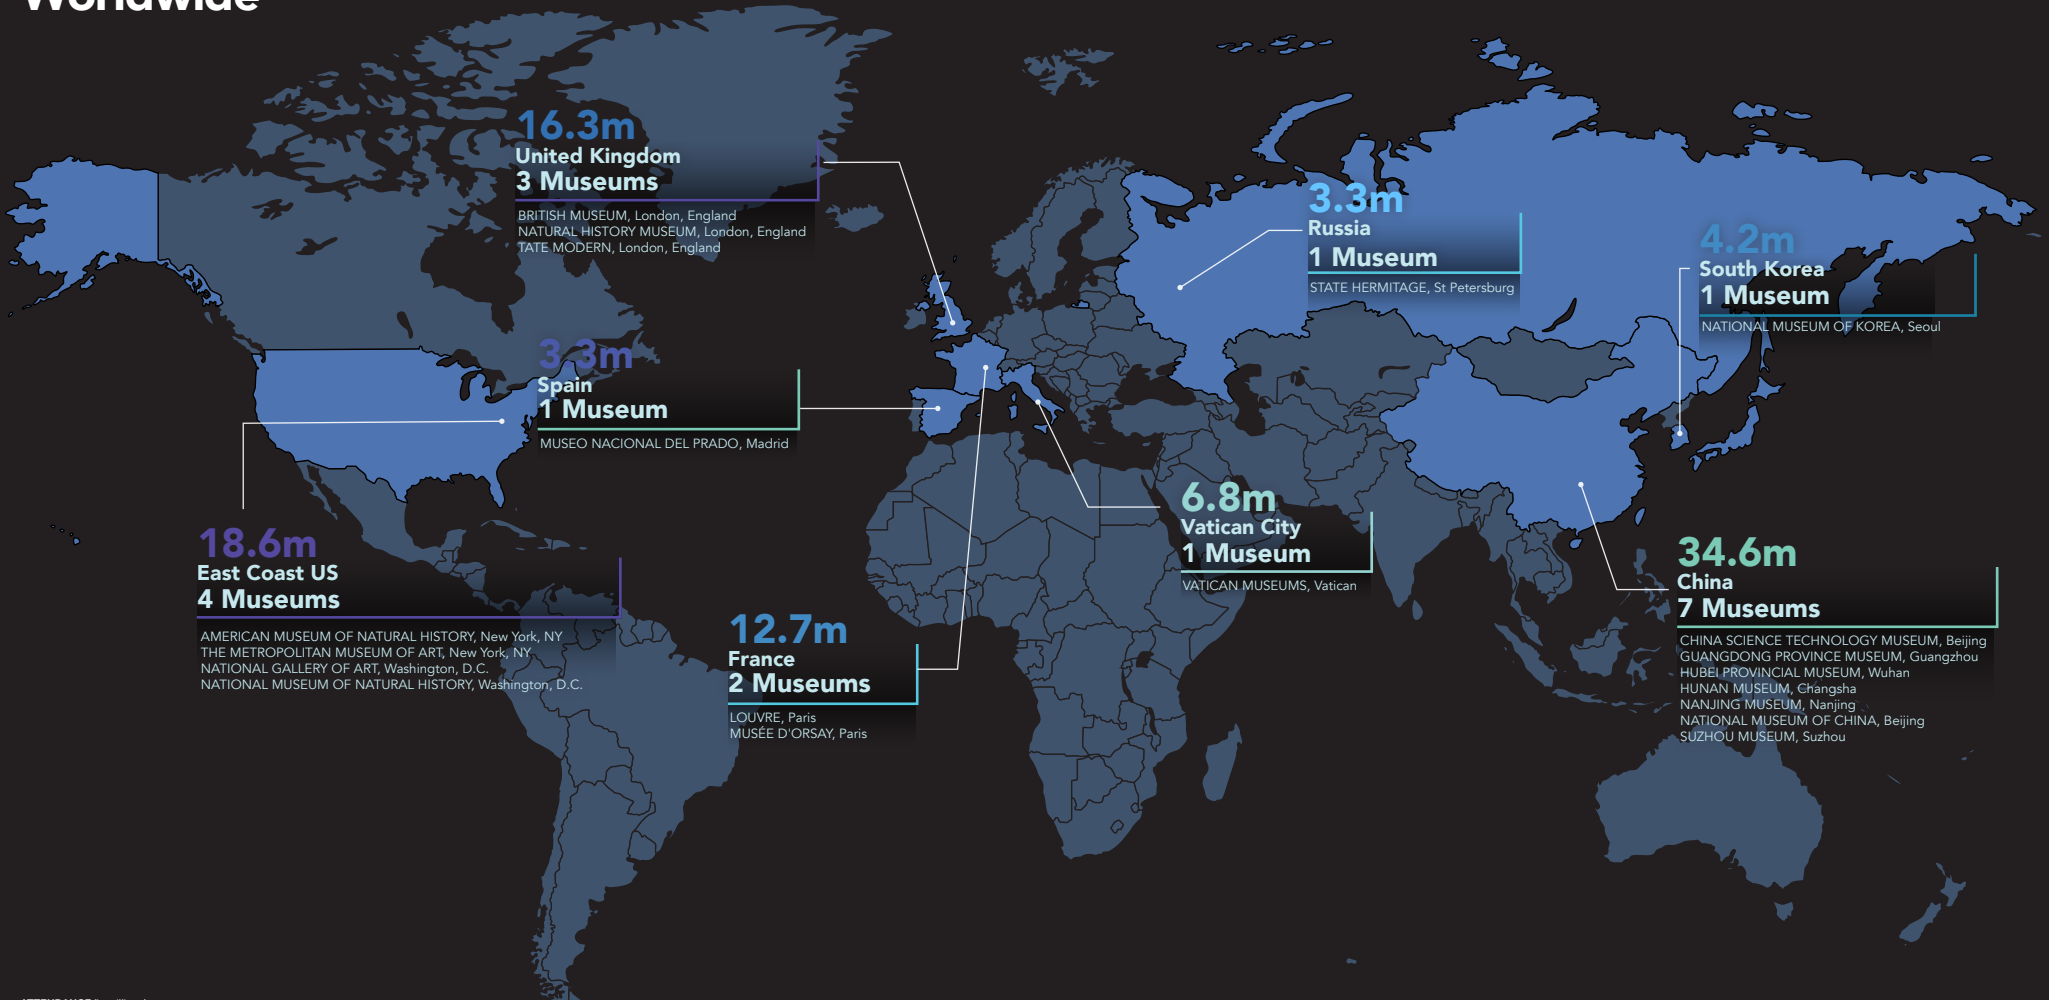 Worldwide
16.3m
United Kingdom
3 Museums
BRITISH MUSEUM, London, England
NATURAL HISTORY MUSEUM, London, England
TATE MODERN, London, England
3.3m
Russia
1 Museum
STATE HERMITAGE, St Petersburg
4.2m
South Korea
1 Museum
NATIONAL MUSEUM OF KOREA, Seoul
3.3m
Spain
1 Museum
MUSEO NACIONAL DEL PRADO, Madrid
6.8m
Vatican City
1 Museum
VATICAN MUSEUMS, Vatican
18.6m
East Coast US
4 Museums
AMERICAN MUSEUM OF NATURAL HISTORY, New York, NY
THE METROPOLITAN MUSEUM OF ART, New York, NY
NATIONAL GALLERY OF ART, Washington, D.C.
NATIONAL MUSEUM OF NATURAL HISTORY, Washington, D.C.
12.7m
France
2 Museums
LOUVRE, Paris
MUSÉE D'ORSAY, Paris
34.6m
China
7 Museums
CHINA SCIENCE TECHNOLOGY MUSEUM, Beijing
GUANGDONG PROVINCE MUSEUM, Guangzhou
HUBEI PROVINCIAL MUSEUM, Wuhan
HUNAN MUSEUM, Changsha
NANJING MUSEUM, Nanjing
NATIONAL MUSEUM OF CHINA, Beijing
SUZHOU MUSEUM, Suzhou